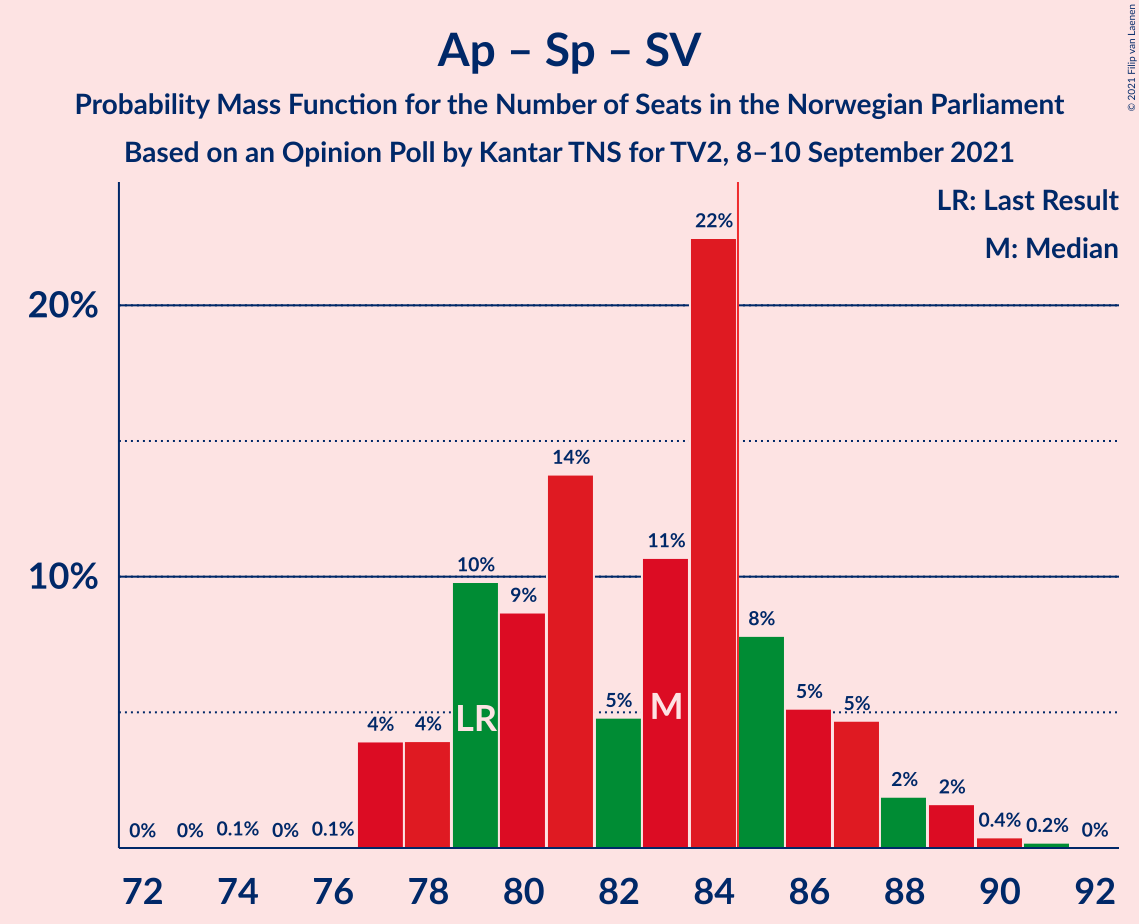 Ap – Sp – SV
Probability Mass Function for the Number of Seats in the Norwegian Parliament
Based on an Opinion Poll by Kantar TNS for TV2, 8–10 September 2021
© 2021 Filip van Laenen
LR: Last Result
M: Median
20%
10%
0%
0%
0.1%
0%
0.1%
4%
4%
10%
9%
14%
5%
11%
22%
8%
5%
5%
2%
2%
0.4%
0.2%
0%
LR
M
72 74 76 78 80 82 84 86 88 90 92